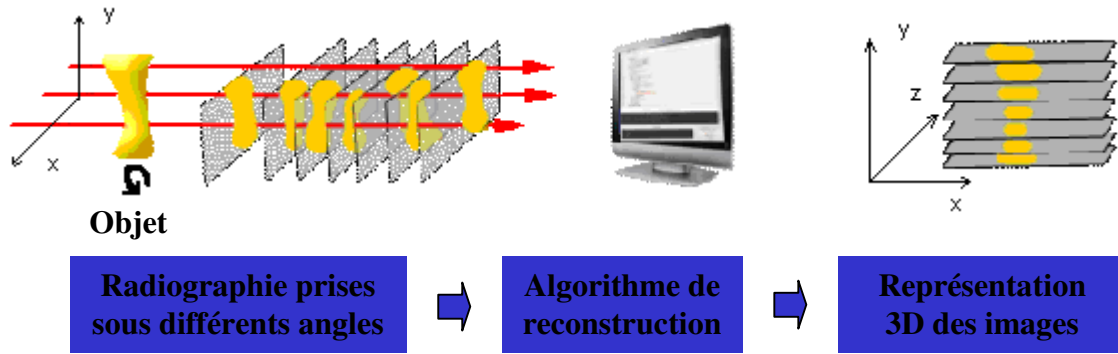 y
x
Objet
y
z
x
Radiographie prises
sous différents angles
Algorithme de
reconstruction
Représentation
3D des images